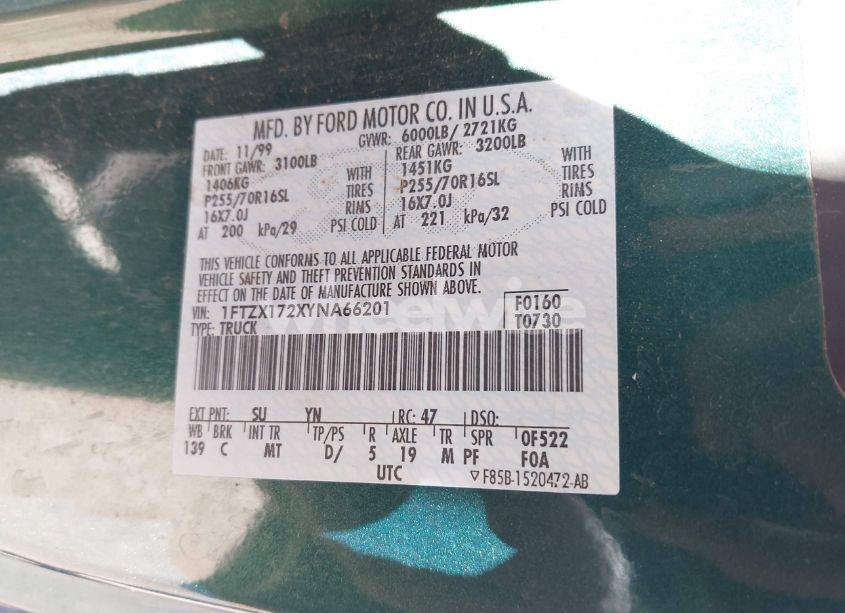 MFD. BY FORD MOTOR CO. IN U.S.A.
DATE: 11/99 GVWR: 6000LB/ 2721KG
FRONT GAWR: 3100LB REAR GAWR: 3200LB
1406KG WITH 1451KG WITH
P255/70R16SL TIRES P255/70R16SL TIRES
16X7.0J RIMS 16X7.0J RIMS
AT 200 kPa/29 PSI COLD AT 221 kPa/32 PSI COLD
THIS VEHICLE CONFORMS TO ALL APPLICABLE FEDERAL MOTOR
VEHICLE SAFETY AND THEFT PREVENTION STANDARDS IN
EFFECT ON THE DATE OF MANUFACTURE SHOWN ABOVE.
VIN: 1FTZX172XYNA66201 F0160
TYPE: TRUCK T0730
wheelwise
EXT PNT: SU YN RC: 47 DSO:
WB BRK INT TR TP/PS R AXLE TR SPR 0F522
139 C MT D/ 5 19 M PF F0A
UTC ▽F85B-1520472-AB